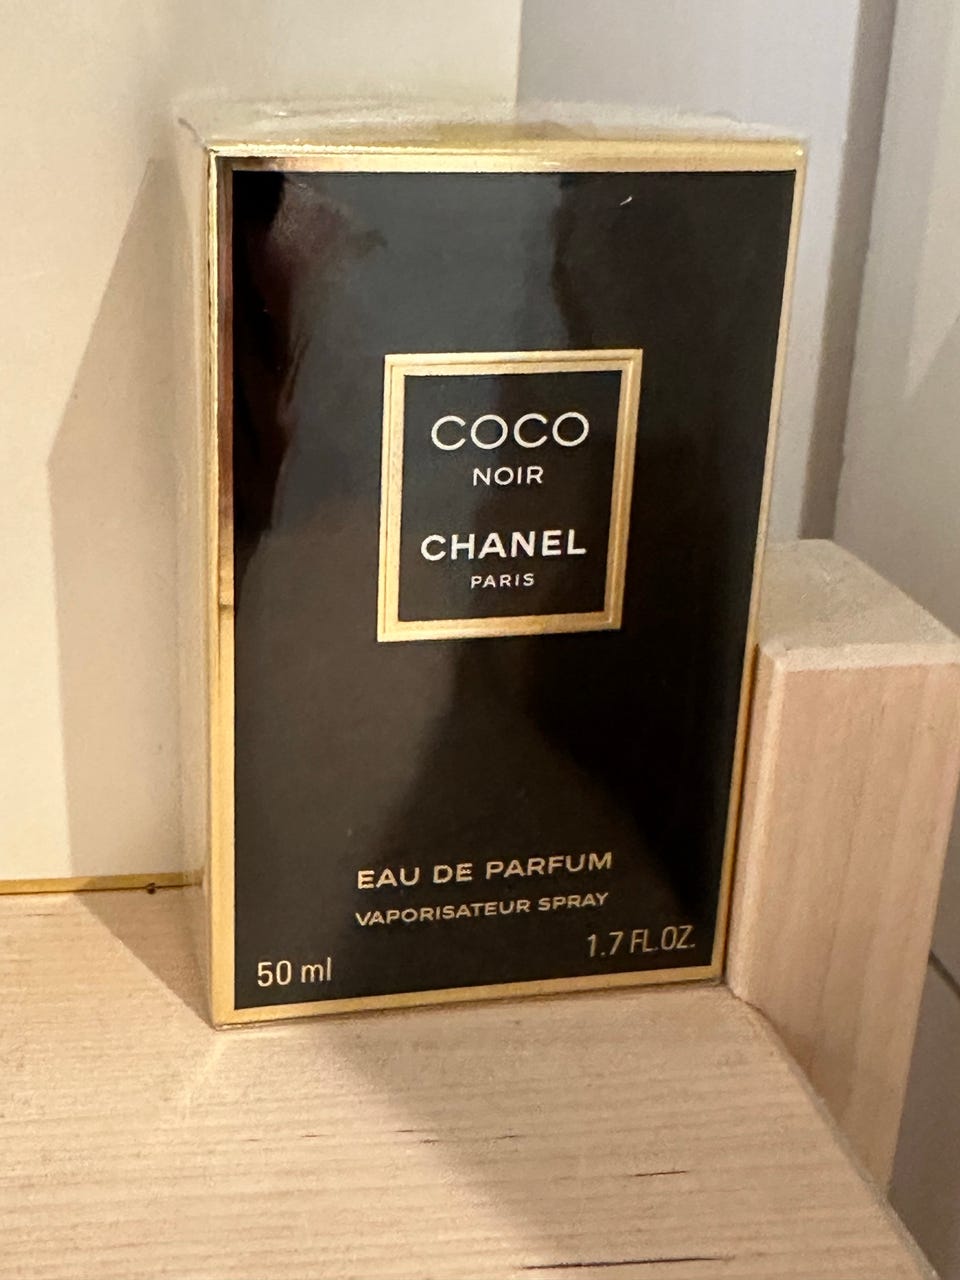 COCO
NOIR
CHANEL
PARIS
EAU DE PARFUM
VAPORISATEUR SPRAY
50 ml
1.7 FL.OZ.